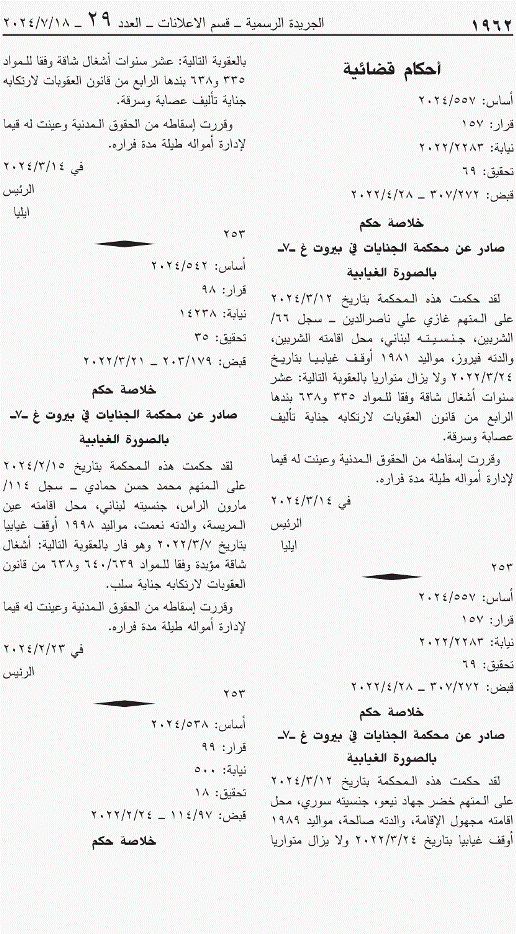 ١٩٦٢
الجريدة الرسمية ـ قسم الاعلانات ـ العدد ٢٩ ـ ٢٠٢٤/٧/١٨
أحكام قضائية
أساس: ٢٠٢٤/٥٥٧
قرار: ١٥٧
نيابة: ٢٠٢٢/٢٢٨٣
تحقيق: ٦٩
قبض: ٣٠٧/٢٧٢ ـ ٢٠٢٢/٤/٢٨
خلاصة حكم
صادر عن محكمة الجنايات في بيروت غ ـ٧ـ
بالصورة الغيابية
لقد حكمت هذه المحكمة بتاريخ ٢٠٢٤/٣/١٢
على المتهم غازي علي ناصرالدين ـ سجل ٦٦/
الشربين، جنسيته لبناني، محل اقامته الشربين،
والدته فيروز، مواليد ١٩٨١ أوقف غيابيا بتاريخ
٢٠٢٢/٣/٢٤ ولا يزال متواريا بالعقوبة التالية: عشر
سنوات أشغال شاقة وفقا للمواد ٣٣٥ و٦٣٨ بندها
الرابع من قانون العقوبات لارتكابه جناية تأليف
عصابة وسرقة.
وقررت إسقاطه من الحقوق المدنية وعينت له قيما
لإدارة أمواله طيلة مدة فراره.
في ٢٠٢٤/٣/١٤
الرئيس
ايليا
٢٥٣
أساس: ٢٠٢٤/٥٥٧
قرار: ١٥٧
نيابة: ٢٠٢٢/٢٢٨٣
تحقيق: ٦٩
قبض: ٣٠٧/٢٧٢ ـ ٢٠٢٢/٤/٢٨
خلاصة حكم
صادر عن محكمة الجنايات في بيروت غ ـ٧ـ
بالصورة الغيابية
لقد حكمت هذه المحكمة بتاريخ ٢٠٢٤/٣/١٢
على المتهم خضر جهاد نيعو، جنسيته سوري، محل
اقامته مجهول الإقامة، والدته صالحة، مواليد ١٩٨٩
أوقف غيابيا بتاريخ ٢٠٢٢/٣/٢٤ ولا يزال متواريا
بالعقوبة التالية: عشر سنوات أشغال شاقة وفقا للمواد
٣٣٥ و٦٣٨ بندها الرابع من قانون العقوبات لارتكابه
جناية تأليف عصابة وسرقة.
وقررت إسقاطه من الحقوق المدنية وعينت له قيما
لإدارة أمواله طيلة مدة فراره.
في ٢٠٢٤/٣/١٤
الرئيس
ايليا
٢٥٣
أساس: ٢٠٢٤/٥٤٢
قرار: ٩٨
نيابة: ١٤٢٣٨
تحقيق: ٣٥
قبض: ٢٠٣/١٧٩ ـ ٢٠٢٢/٣/٢١
خلاصة حكم
صادر عن محكمة الجنايات في بيروت غ ـ٧ـ
بالصورة الغيابية
لقد حكمت هذه المحكمة بتاريخ ٢٠٢٤/٢/١٥
على المتهم محمد حسن حمادي ـ سجل ١١٤/
مارون الراس، جنسيته لبناني، محل اقامته عين
المريسة، والدته نعمت، مواليد ١٩٩٨ أوقف غيابيا
بتاريخ ٢٠٢٢/٣/٧ وهو فار بالعقوبة التالية: أشغال
شاقة مؤبدة وفقا للمواد ٦٤٠/٦٣٩ و٦٣٨ من قانون
العقوبات لارتكابه جناية سلب.
وقررت إسقاطه من الحقوق المدنية وعينت له قيما
لإدارة أمواله طيلة مدة فراره.
في ٢٠٢٤/٢/٢٣
الرئيس
٢٥٣
أساس: ٢٠٢٤/٥٣٨
قرار: ٩٩
نيابة: ٥٠٠
تحقيق: ١٨
قبض: ١١٤/٩٧ ـ ٢٠٢٢/٢/٢٤
خلاصة حكم